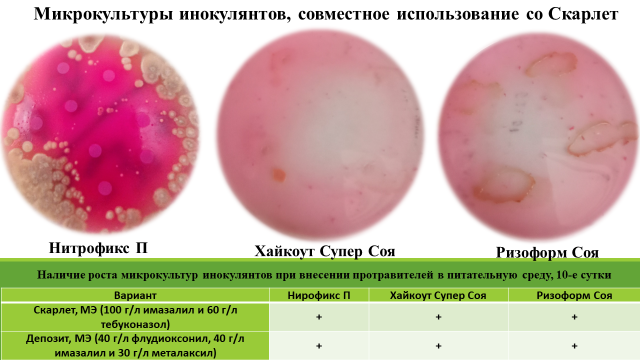 Микрокультуры инокулянтов, совместное использование со Скарлет
Нитрофикс П
Хайкоут Супер Соя
Ризоформ Соя
Наличие роста микрокультур инокулянтов при внесении протравителей в питательную среду, 10-е сутки
Вариант Нирофикс П Хайкоут Супер Соя Ризоформ Соя
Скарлет, МЭ (100 г/л имазалил и 60 г/л
тебуконазол) + + +
Депозит, МЭ (40 г/л флудиоксонил, 40 г/л
имазалил и 30 г/л металаксил) + + +